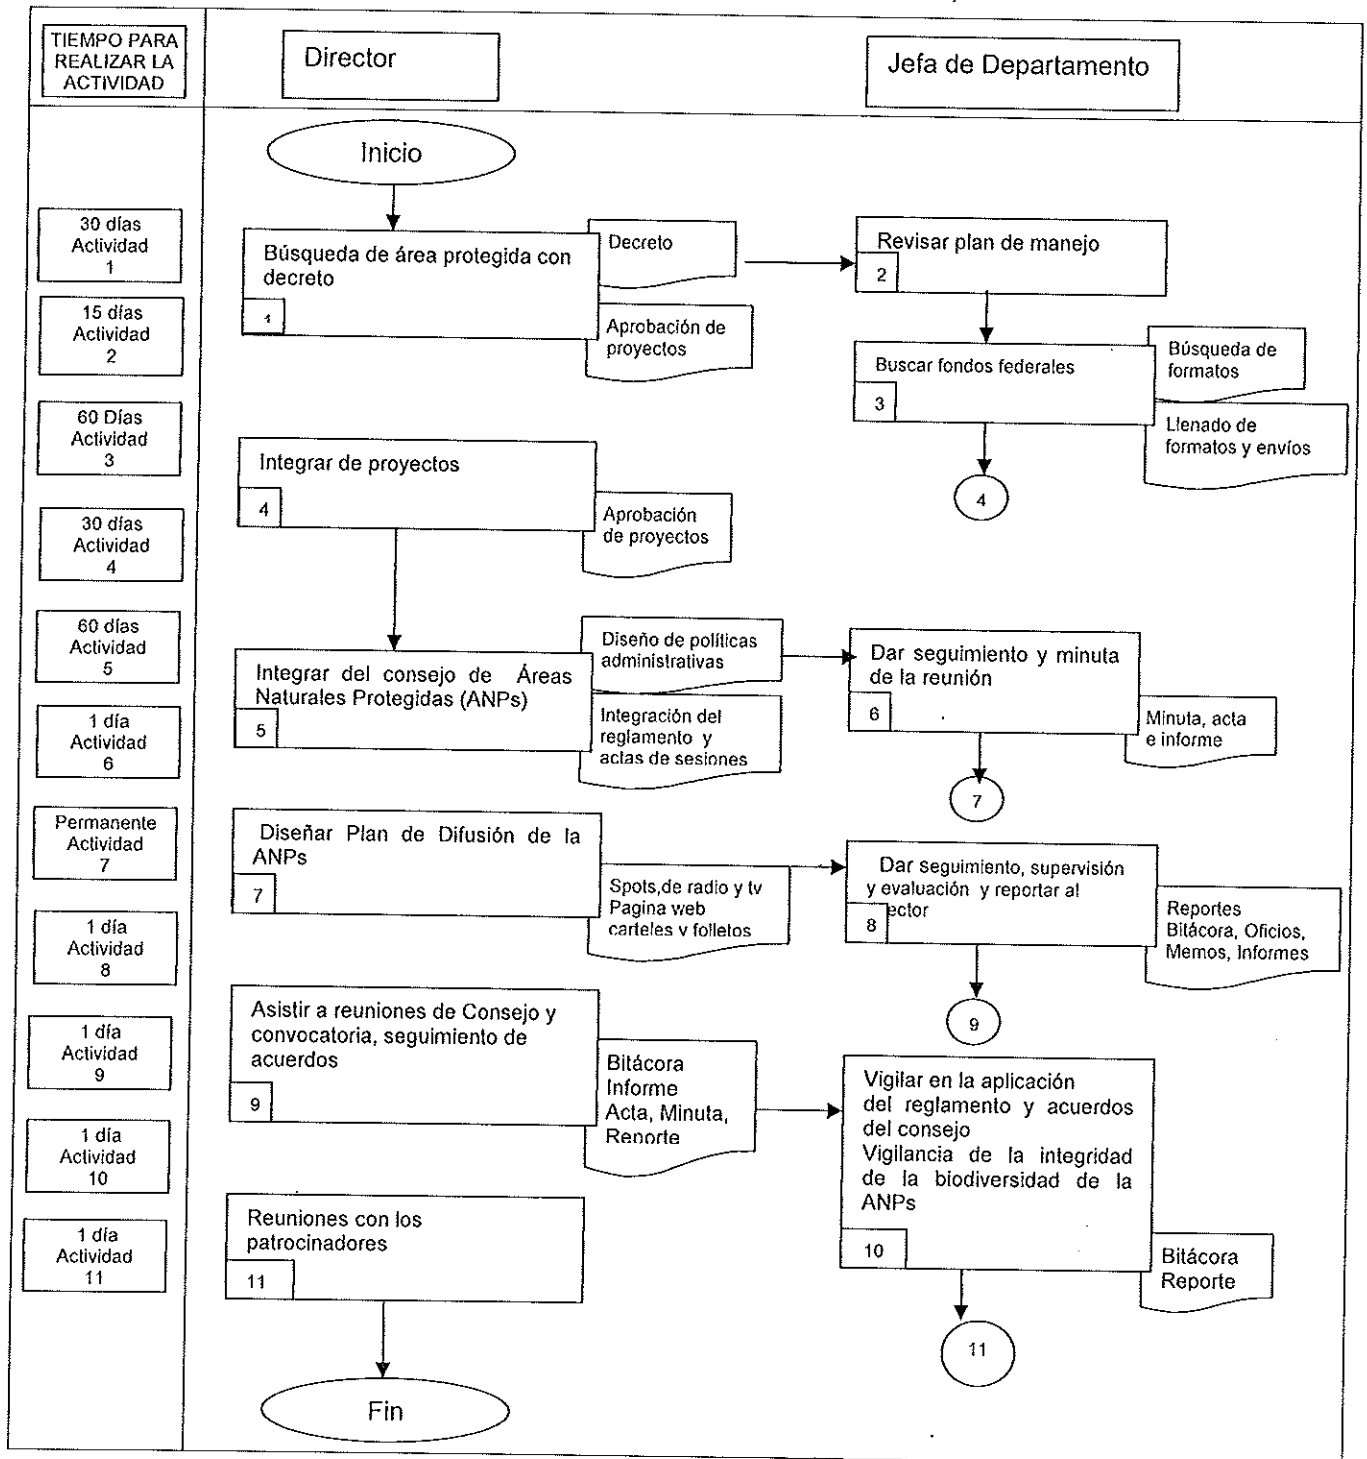 TIEMPO PARA
REALIZAR LA
ACTIVIDAD
Director
Jefa de Departamento
Inicio
30 días
Actividad
1
Búsqueda de área protegida con
decreto
1
Decreto
Aprobación de
proyectos
Revisar plan de manejo
2
15 días
Actividad
2
Buscar fondos federales
3
Búsqueda de
formatos
Llenado de
formatos y envíos
4
60 Días
Actividad
3
Integrar de proyectos
4
Aprobación
de proyectos
30 días
Actividad
4
60 días
Actividad
5
Integrar del consejo de Áreas
Naturales Protegidas (ANPs)
5
Diseño de políticas
administrativas
Integración del
reglamento y
actas de sesiones
Dar seguimiento y minuta
de la reunión
6
Minuta, acta
e informe
7
1 día
Actividad
6
Permanente
Actividad
7
Diseñar Plan de Difusión de la
ANPs
7
Spots,de radio y tv
Pagina web
carteles y folletos
Dar seguimiento, supervisión
y evaluación y reportar al
ector
8
Reportes
Bitácora, Oficios,
Memos, Informes
9
1 día
Actividad
8
Asistir a reuniones de Consejo y
convocatoria, seguimiento de
acuerdos
9
Bitácora
Informe
Acta, Minuta,
Reporte
1 día
Actividad
9
Vigilar en la aplicación
del reglamento y acuerdos
del consejo
Vigilancia de la integridad
de la biodiversidad de la
ANPs
10
Bitácora
Reporte
11
1 día
Actividad
10
Reuniones con los
patrocinadores
11
1 día
Actividad
11
Fin